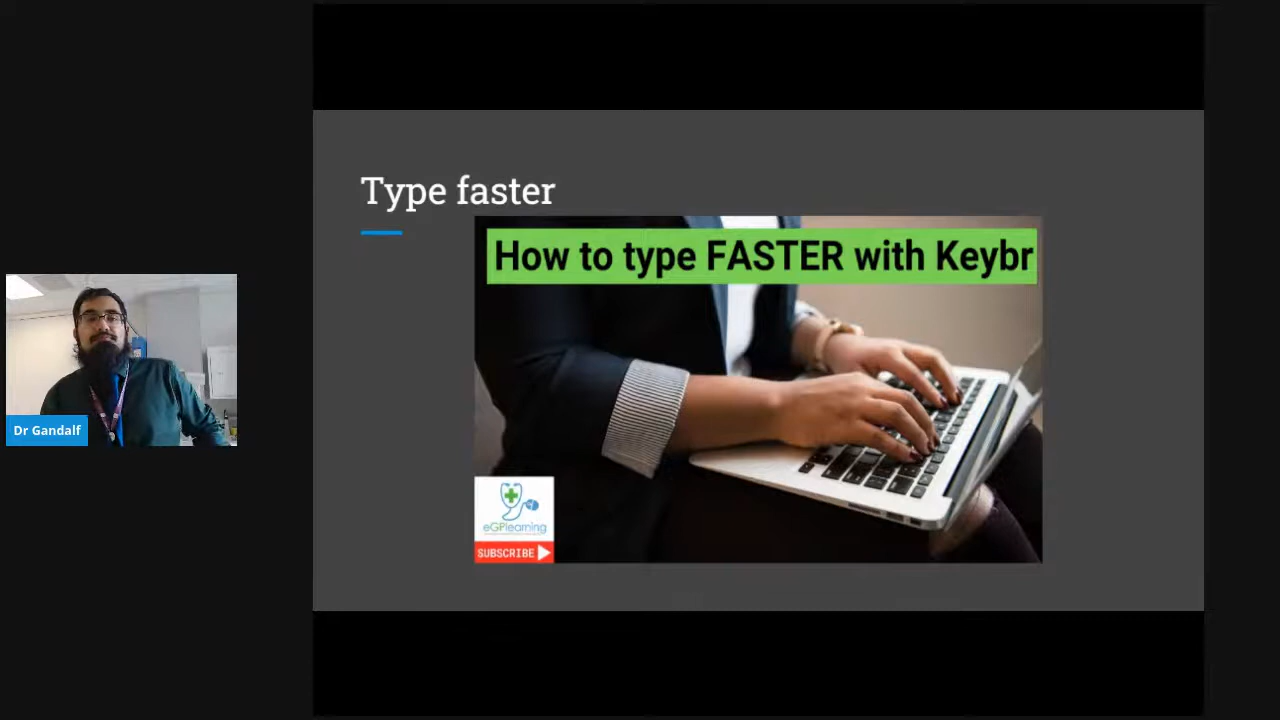 Type faster
How to type FASTER with Keybr
Dr Gandalf
eGPlearning
SUBSCRIBE